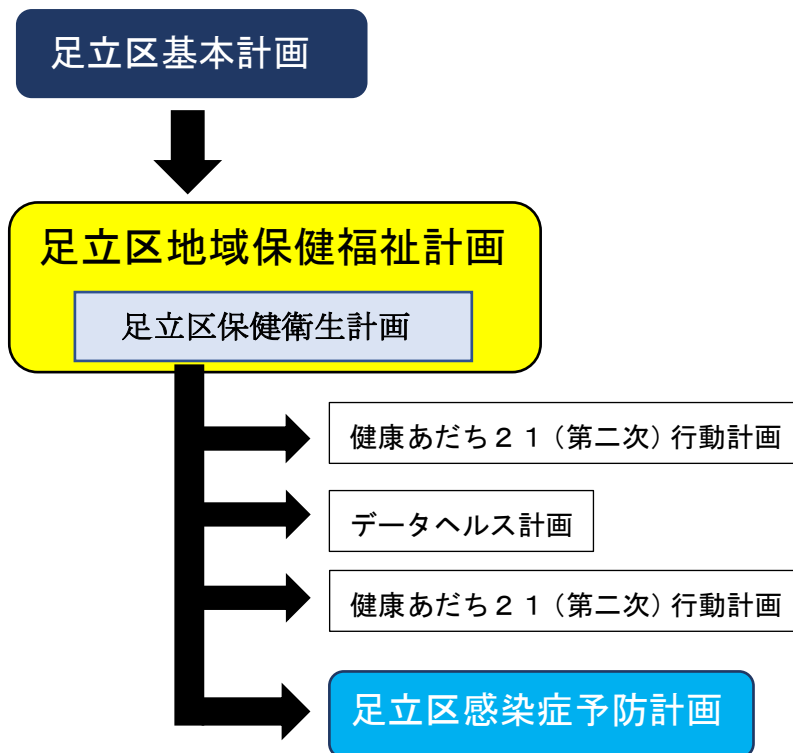 足立区基本計画
足立区地域保健福祉計画
足立区保健衛生計画
健康あだち２１（第二次）行動計画
データヘルス計画
健康あだち２１（第二次）行動計画
足立区感染症予防計画